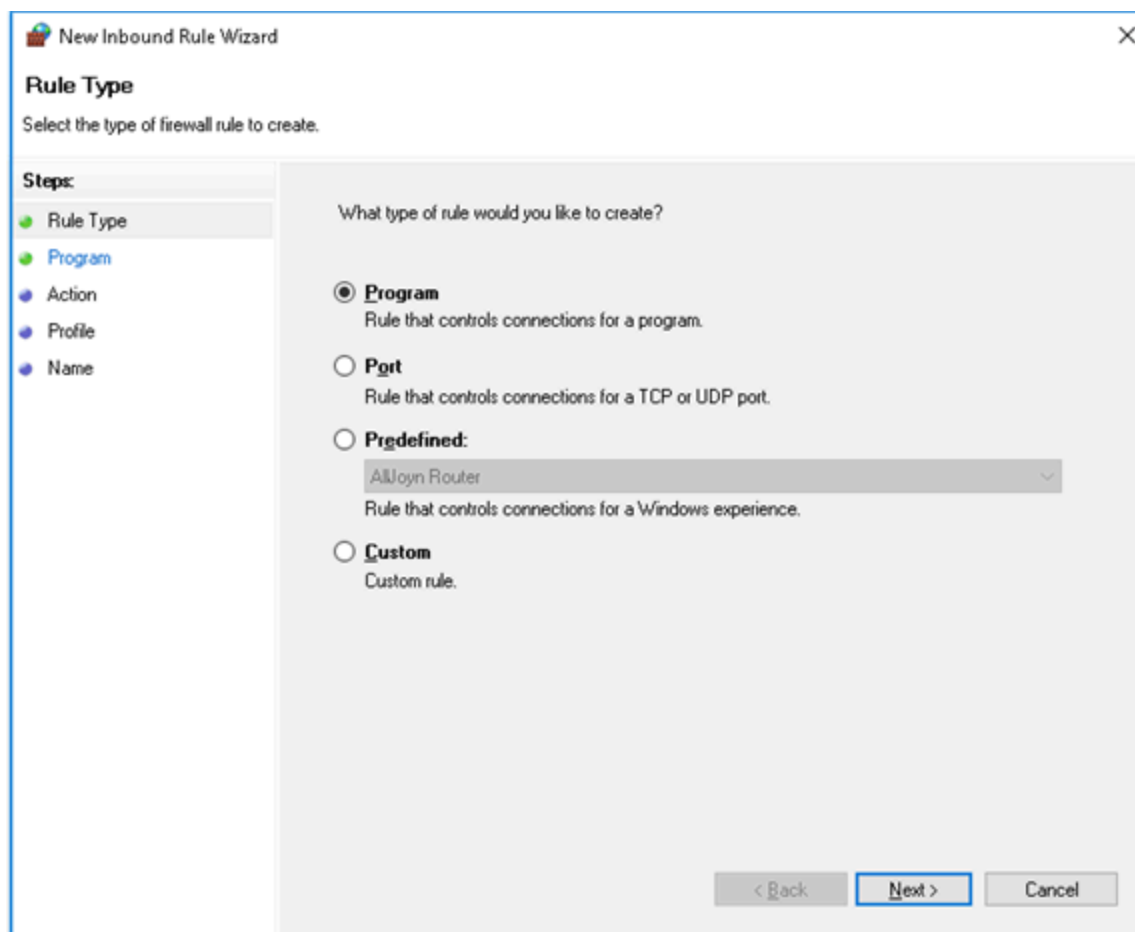 New Inbound Rule Wizard
Rule Type
Select the type of firewall rule to create.
Steps:
Rule Type
Program
Action
Profile
Name
What type of rule would you like to create?
Program
Rule that controls connections for a program.
Port
Rule that controls connections for a TCP or UDP port.
Predefined:
AllJoyn Router
Rule that controls connections for a Windows experience.
Custom
Custom rule.
< Back
Next >
Cancel